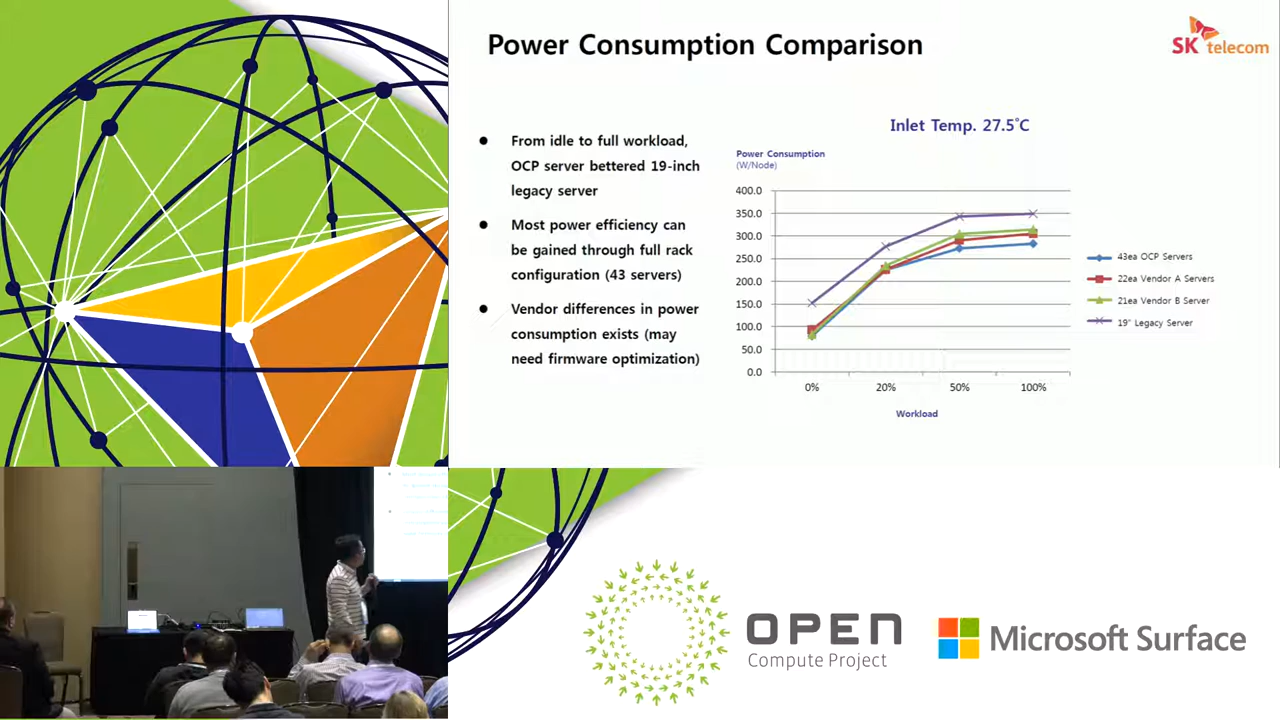 Power Consumption Comparison
SK telecom
● From idle to full workload,
OCP server bettered 19-inch
legacy server
● Most power efficiency can
be gained through full rack
configuration (43 servers)
● Vendor differences in power
consumption exists (may
need firmware optimization)
Inlet Temp. 27.5°C
Power Consumption
(W/Node)
400.0
350.0
300.0
250.0
200.0
150.0
100.0
50.0
0.0
0% 20% 50% 100%
Workload
43ea OCP Servers
22ea Vendor A Servers
21ea Vendor B Server
19" Legacy Server
OPEN
Compute Project
Microsoft Surface